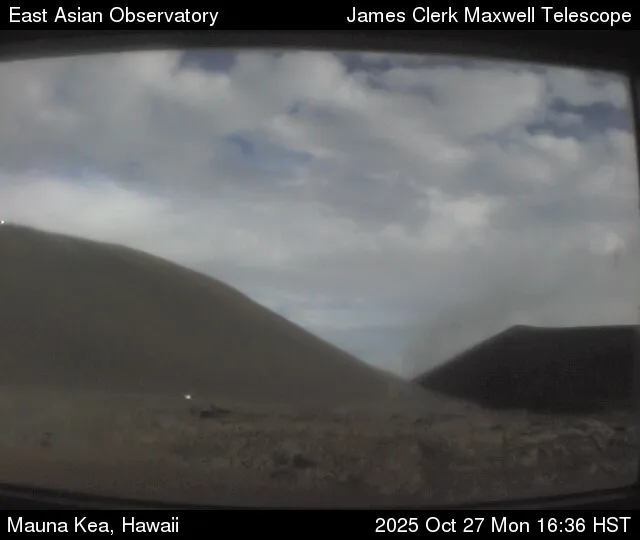 East Asian Observatory
James Clerk Maxwell Telescope
Mauna Kea, Hawaii
2025 Oct 27 Mon 16:36 HST